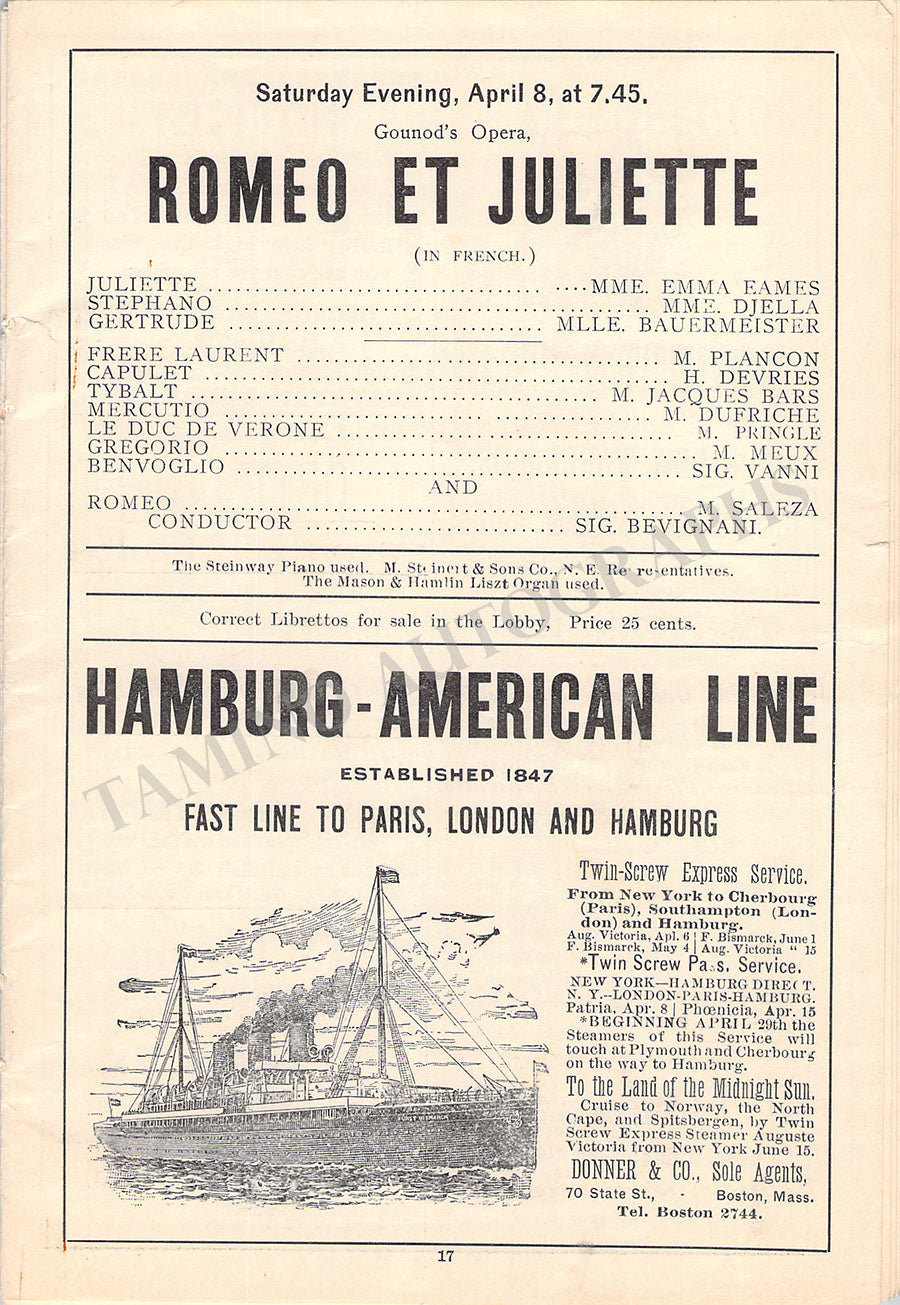 Saturday Evening, April 8, at 7.45.
Gounod's Opera,
ROMEO ET JULIETTE
(IN FRENCH.)
JULIETTE .................................. ....MME. EMMA EAMES
STEPHANO .............................................. MME. DJELLA
GERTRUDE ................................ MLLE. BAUERMEISTER
FRERE LAURENT ...................................... M. PLANCON
CAPULET .................................................. H. DEVRIES
TYBALT ........................................... M. JACQUES BARS
MERCUTIO ........................... ................ M. DUFRICHE
LE DUC DE VERONE ................................... M. PRINGLE
GREGORIO .................................................. M. MEUX
BENVOGLIO .............................................. SIG. VANNI
AND
ROMEO .................................................... M. SALEZA
CONDUCTOR ........................... SIG. BEVIGNANI.
The Steinway Piano used. M. Steinert & Sons Co., N. E. Representatives.
The Mason & Hamlin Liszt Organ used.
Correct Librettos for sale in the Lobby, Price 25 cents.
HAMBURG-AMERICAN LINE
ESTABLISHED 1847
FAST LINE TO PARIS, LONDON AND HAMBURG
Twin-Screw Express Service.
From New York to Cherbourg
(Paris), Southampton (Lon-
don) and Hamburg.
Aug. Victoria, Apl. 6 | F. Bismarck, June 1
F. Bismarck, May 4 | Aug. Victoria " 15
*Twin Screw Pass. Service.
NEW YORK—HAMBURG DIRECT.
N. Y.--LONDON-PARIS-HAMBURG.
Patria, Apr. 8 | Phœnicia, Apr. 15
*BEGINNING APRIL 29th the
Steamers of this Service will
touch at Plymouth and Cherbourg
on the way to Hamburg.
To the Land of the Midnight Sun.
Cruise to Norway, the North
Cape, and Spitsbergen, by Twin
Screw Express Steamer Auguste
Victoria from New York June 15.
DONNER & CO., Sole Agents,
70 State St., - Boston, Mass.
Tel. Boston 2744.
17
TAMINO AUTOGRAPHS